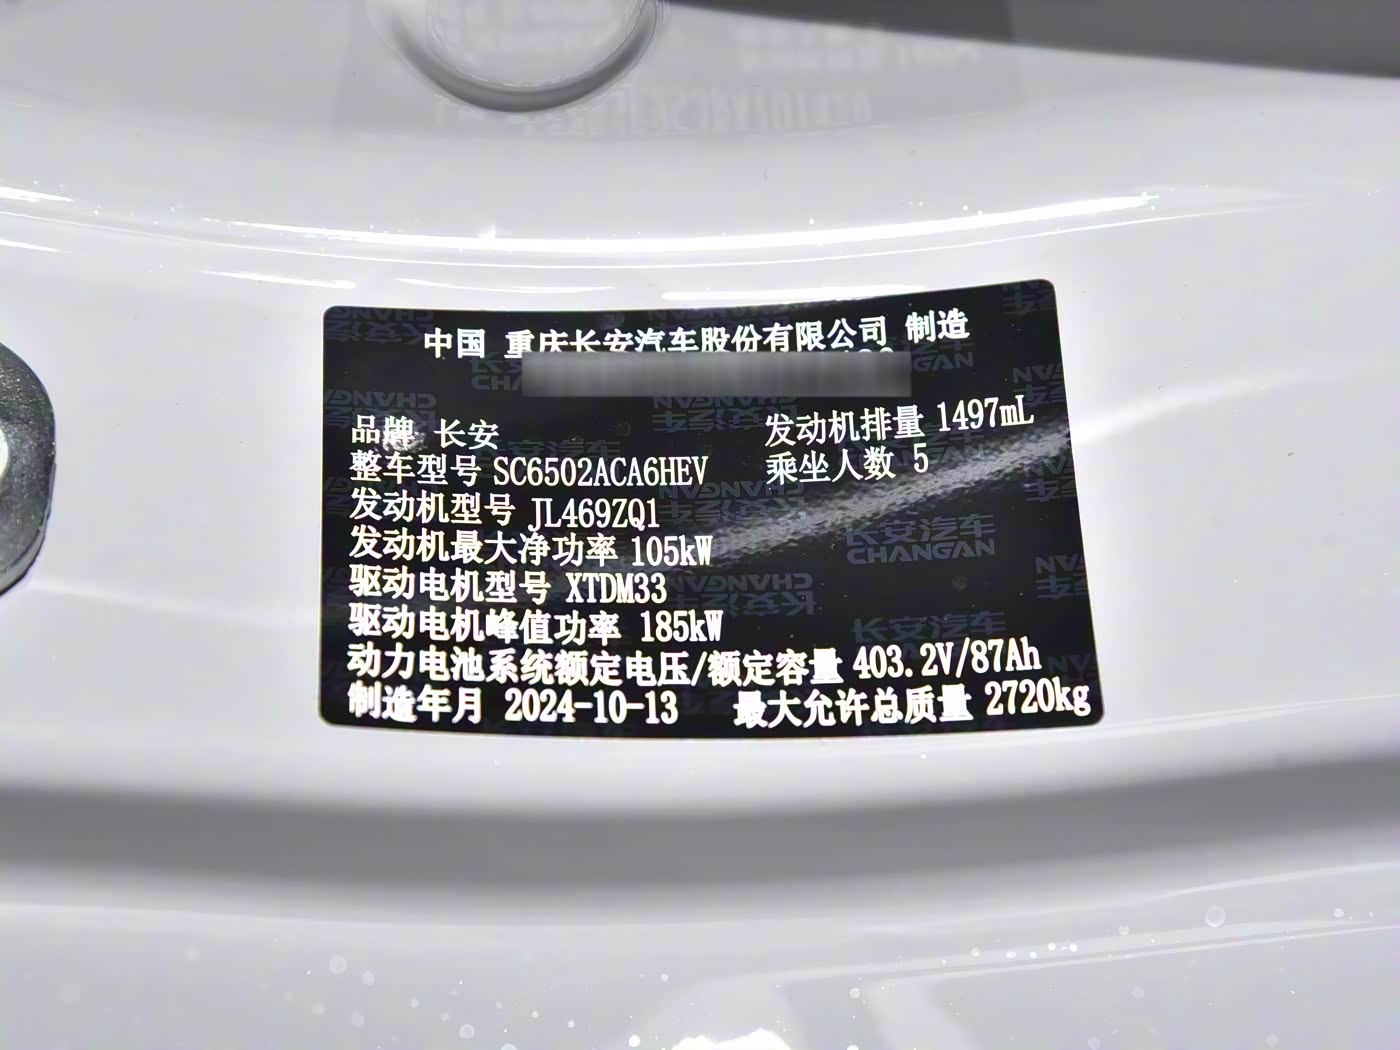 中国 重庆长安汽车股份有限公司 制造
品牌 长安 发动机排量 1497mL
整车型号 SC6502ACA6HEV 乘坐人数 5
发动机型号 JL469ZQ1
发动机最大净功率 105kW
驱动电机型号 XTDM33
驱动电机峰值功率 185kW
动力电池系统额定电压/额定容量 403.2V/87Ah
制造年月 2024-10-13 最大允许总质量 2720kg
长安汽车
CHANGAN